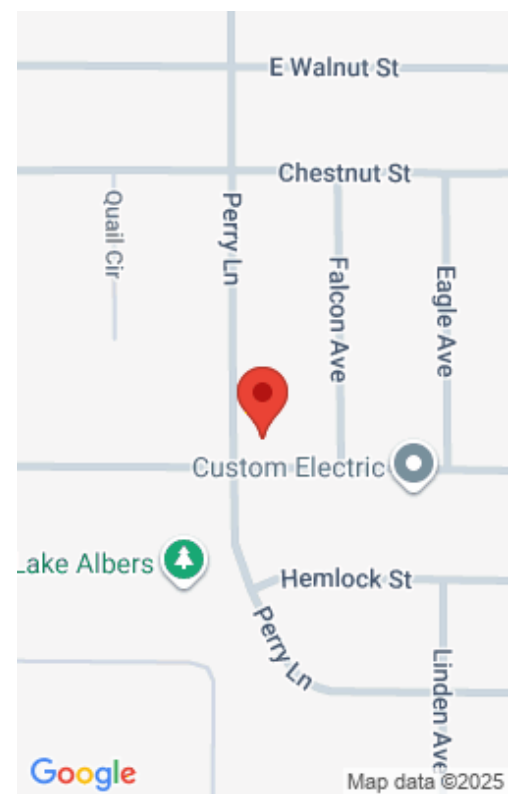 E Walnut St
Chestnut St
Quail Cir
Perry Ln
Falcon Ave
Eagle Ave
Custom Electric
Lake Albers
Hemlock St
Perry Ln
Linden Ave
Google
Map data ©2025